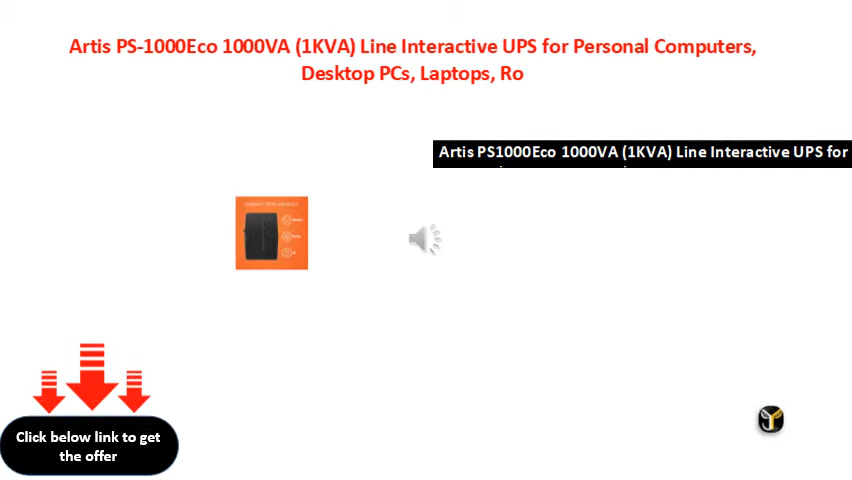 Artis PS-1000Eco 1000VA (1KVA) Line Interactive UPS for Personal Computers,
Desktop PCs, Laptops, Ro
Artis PS1000Eco 1000VA (1KVA) Line Interactive UPS for
Click below link to get
the offer